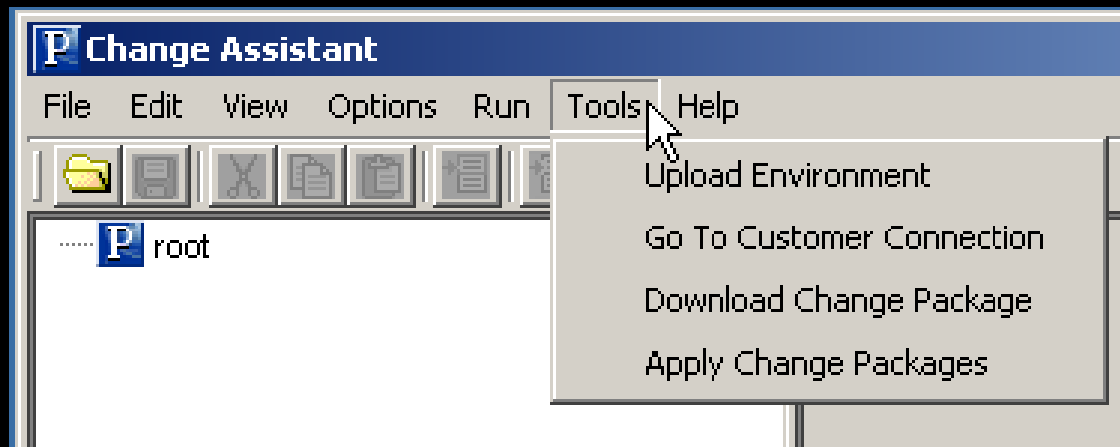 P Change Assistant
File Edit View Options Run Tools Help
Upload Environment
P root
Go To Customer Connection
Download Change Package
Apply Change Packages